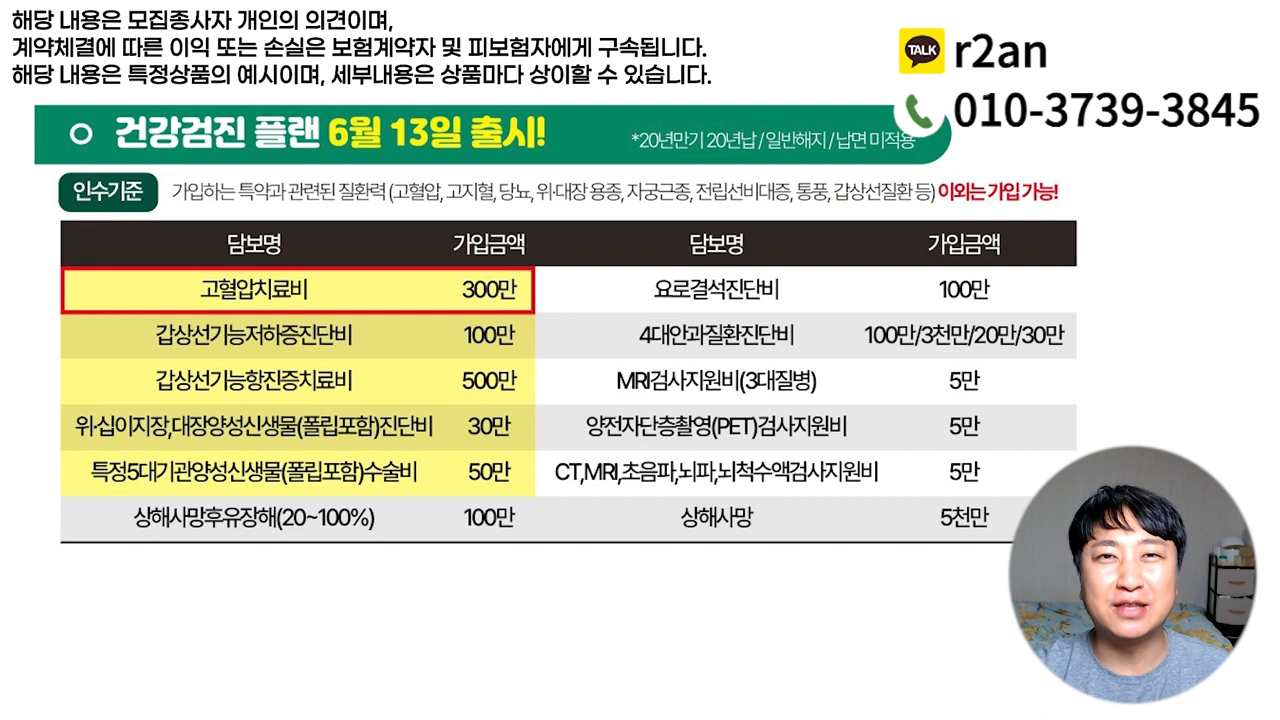 해당 내용은 모집종사자 개인의 의견이며,
계약체결에 따른 이익 또는 손실은 보험계약자 및 피보험자에게 구속됩니다.
해당 내용은 특정상품의 예시이며, 세부내용은 상품마다 상이할 수 있습니다.
TALK r2an
010-3739-3845
건강검진 플랜 6월 13일 출시!
*20년만기 20년납 / 일반해지 / 납면 미적용
인수기준 가입하는 특약과 관련된 질환력 (고혈압, 고지혈, 당뇨, 위·대장 용종, 자궁근종, 전립선비대증, 통풍, 갑상선질환 등) 이외는 가입 가능!
담보명 가입금액 담보명 가입금액
고혈압치료비 300만 요로결석진단비 100만
갑상선기능저하증진단비 100만 4대안과질환진단비 100만/3천만/20만/30만
갑상선기능항진증치료비 500만 MRI검사지원비(3대질병) 5만
위·십이지장,대장양성신생물(폴립포함)진단비 30만 양전자단층촬영(PET)검사지원비 5만
특정5대기관양성신생물(폴립포함)수술비 50만 CT,MRI,초음파,뇌파,뇌척수액검사지원비 5만
상해사망후유장해(20~100%) 100만 상해사망 5천만